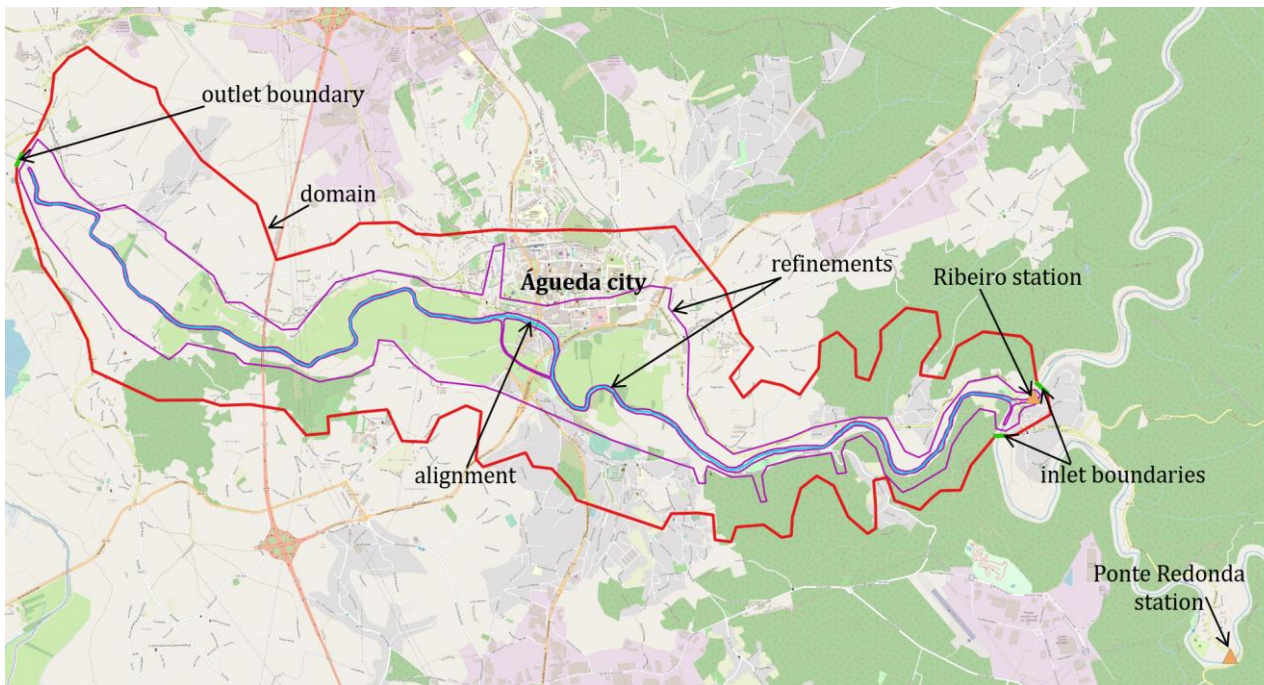 outlet boundary
domain
Águeda city
refinements
Ribeiro station
alignment
inlet boundaries
Ponte Redonda
station